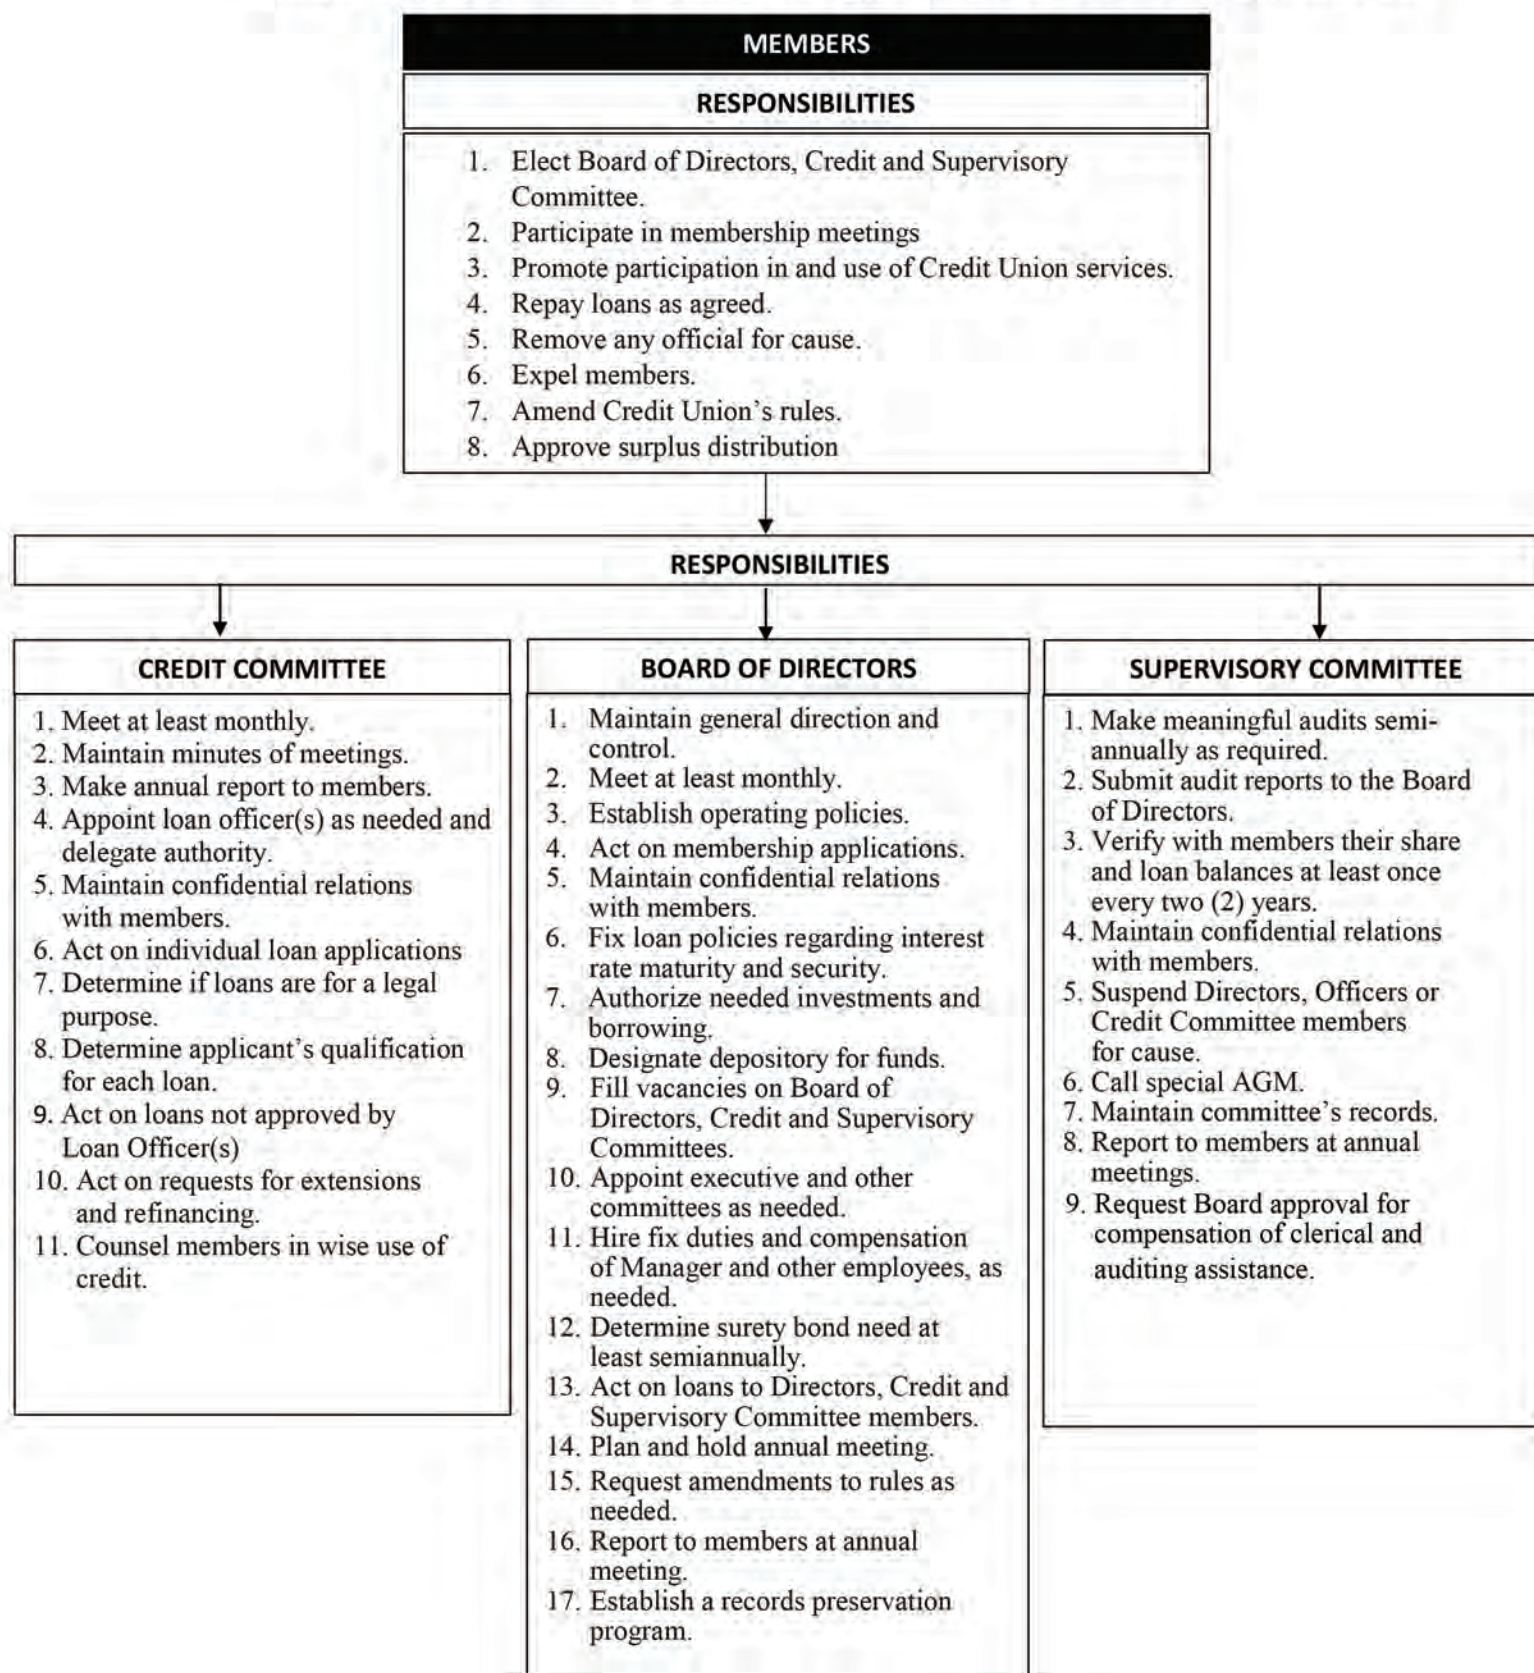 MEMBERS
RESPONSIBILITIES
1. Elect Board of Directors, Credit and Supervisory
Committee.
2. Participate in membership meetings
3. Promote participation in and use of Credit Union services.
4. Repay loans as agreed.
5. Remove any official for cause.
6. Expel members.
7. Amend Credit Union’s rules.
8. Approve surplus distribution
RESPONSIBILITIES
CREDIT COMMITTEE
1. Meet at least monthly.
2. Maintain minutes of meetings.
3. Make annual report to members.
4. Appoint loan officer(s) as needed and
delegate authority.
5. Maintain confidential relations
with members.
6. Act on individual loan applications
7. Determine if loans are for a legal
purpose.
8. Determine applicant’s qualification
for each loan.
9. Act on loans not approved by
Loan Officer(s)
10. Act on requests for extensions
and refinancing.
11. Counsel members in wise use of
credit.
BOARD OF DIRECTORS
1. Maintain general direction and
control.
2. Meet at least monthly.
3. Establish operating policies.
4. Act on membership applications.
5. Maintain confidential relations
with members.
6. Fix loan policies regarding interest
rate maturity and security.
7. Authorize needed investments and
borrowing.
8. Designate depository for funds.
9. Fill vacancies on Board of
Directors, Credit and Supervisory
Committees.
10. Appoint executive and other
committees as needed.
11. Hire fix duties and compensation
of Manager and other employees, as
needed.
12. Determine surety bond need at
least semiannually.
13. Act on loans to Directors, Credit and
Supervisory Committee members.
14. Plan and hold annual meeting.
15. Request amendments to rules as
needed.
16. Report to members at annual
meeting.
17. Establish a records preservation
program.
SUPERVISORY COMMITTEE
1. Make meaningful audits semi-
annually as required.
2. Submit audit reports to the Board
of Directors.
3. Verify with members their share
and loan balances at least once
every two (2) years.
4. Maintain confidential relations
with members.
5. Suspend Directors, Officers or
Credit Committee members
for cause.
6. Call special AGM.
7. Maintain committee’s records.
8. Report to members at annual
meetings.
9. Request Board approval for
compensation of clerical and
auditing assistance.